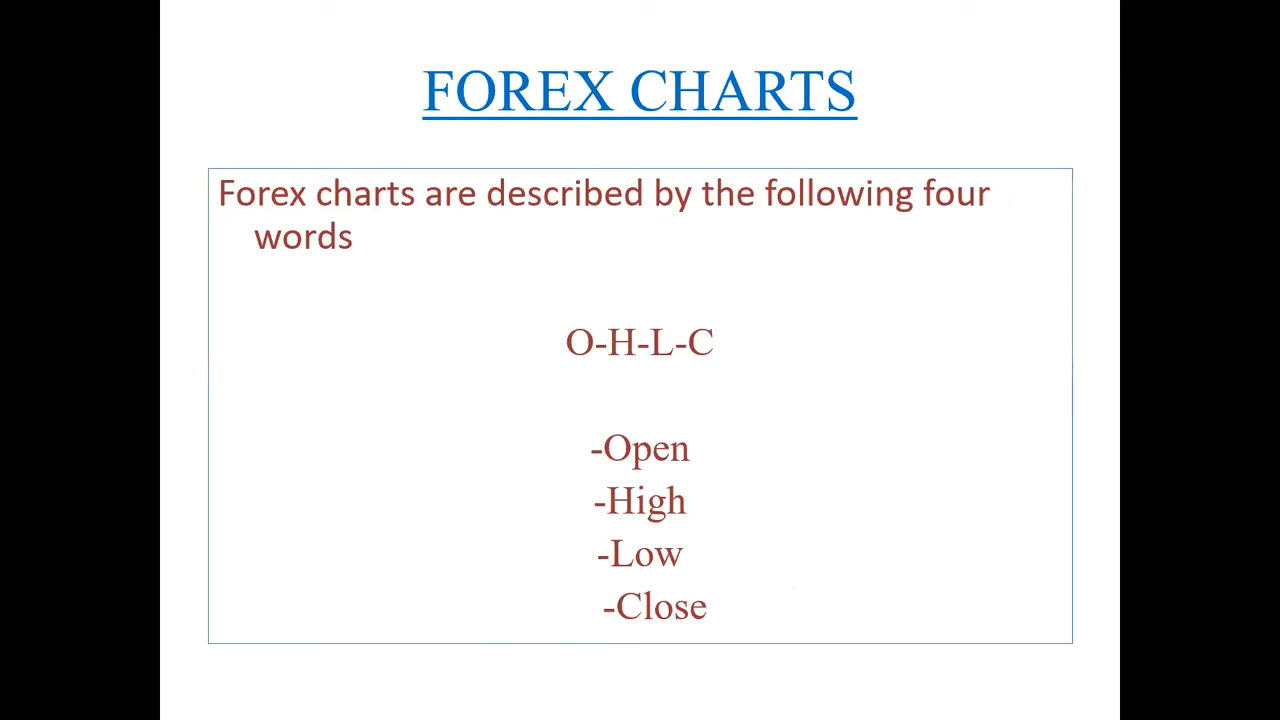 FOREX CHARTS
Forex charts are described by the following four
words
O-H-L-C
-Open
-High
-Low
-Close